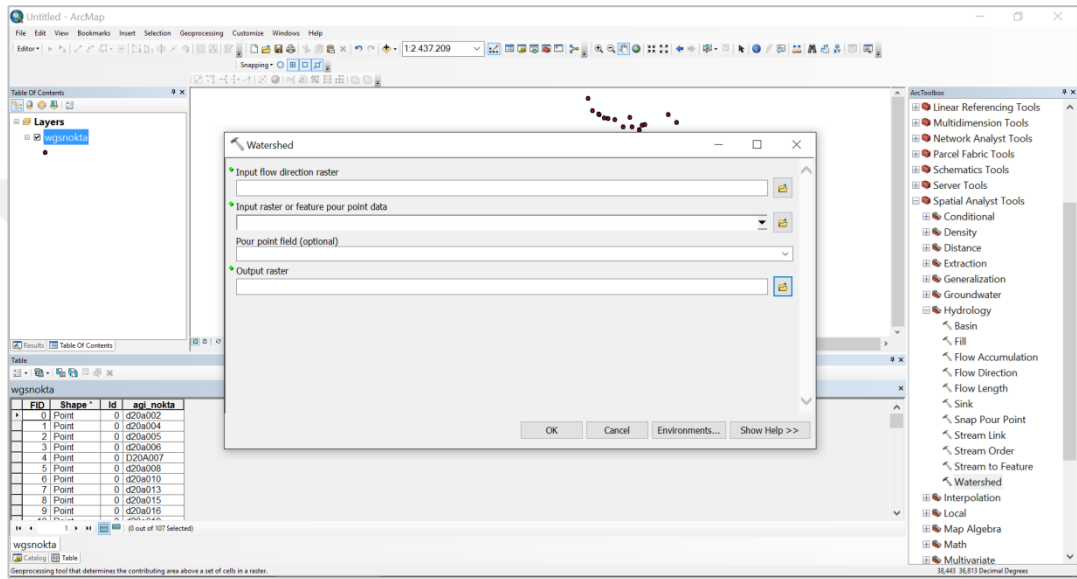 Untitled - ArcMap
File Edit View Bookmarks Insert Selection Geoprocessing Customize Windows Help
Editor
1:2.437.209
Snapping
Table Of Contents
Layers
wgsnokta
Results Table Of Contents
Watershed
Input flow direction raster
Input raster or feature pour point data
Pour point field (optional)
Output raster
OK Cancel Environments... Show Help >>
Table
wgsnokta
FID Shape * Id agi_nokta
0 Point 0 d20a002
1 Point 0 d20a004
2 Point 0 d20a005
3 Point 0 d20a006
4 Point 0 D20A007
5 Point 0 d20a008
6 Point 0 d20a010
7 Point 0 d20a013
8 Point 0 d20a015
9 Point 0 d20a016
1 (0 out of 107 Selected)
wgsnokta
Catalog Table
Geoprocessing tool that determines the contributing area above a set of cells in a raster.
ArcToolbox
Linear Referencing Tools
Multidimension Tools
Network Analyst Tools
Parcel Fabric Tools
Schematics Tools
Server Tools
Spatial Analyst Tools
Conditional
Density
Distance
Extraction
Generalization
Groundwater
Hydrology
Basin
Fill
Flow Accumulation
Flow Direction
Flow Length
Sink
Snap Pour Point
Stream Link
Stream Order
Stream to Feature
Watershed
Interpolation
Local
Map Algebra
Math
Multivariate
38,443 36,813 Decimal Degrees